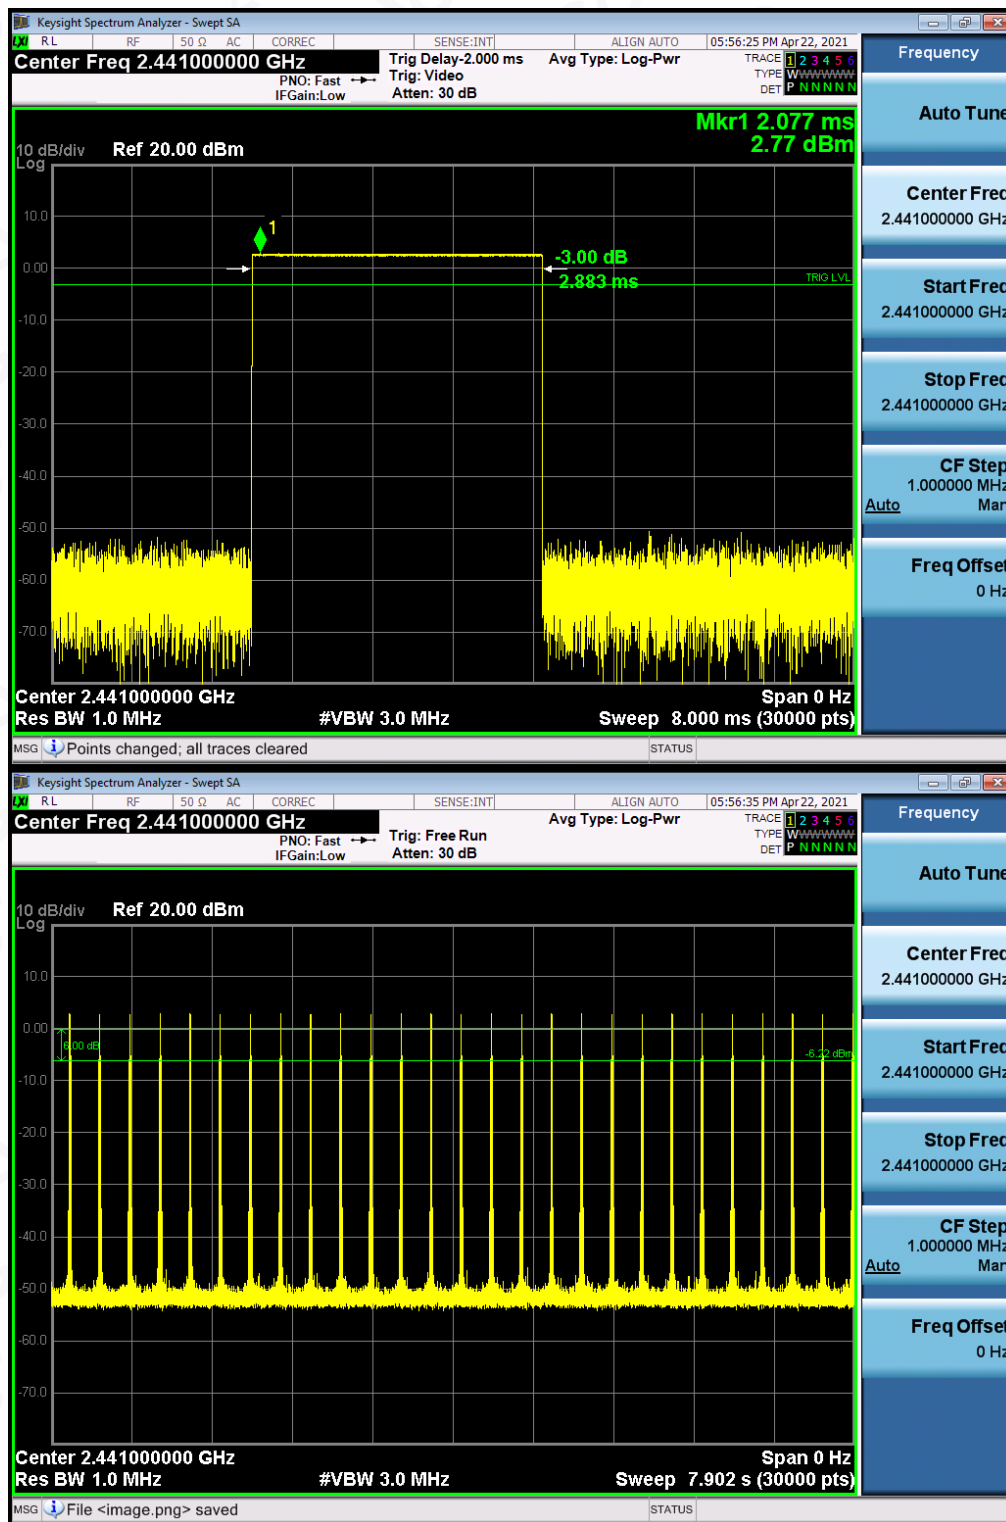 Keysight Spectrum Analyzer - Swept SA
LXI RL RF 50 Ω AC CORREC SENSE:INT ALIGN AUTO 05:56:25 PM Apr 22, 2021
Center Freq 2.441000000 GHz
PNO: Fast
IFGain:Low
Trig Delay-2.000 ms
Trig: Video
Atten: 30 dB
Avg Type: Log-Pwr
TRACE 1 2 3 4 5 6
TYPE WWWWWWW
DET P N N N N N
Mkr1 2.077 ms
2.77 dBm
10 dB/div Ref 20.00 dBm
Log
10.0
0.00
-10.0
-20.0
-30.0
-40.0
-50.0
-60.0
-70.0
1
-3.00 dB
2.883 ms
TRIG LVL
Center 2.441000000 GHz Span 0 Hz
Res BW 1.0 MHz #VBW 3.0 MHz Sweep 8.000 ms (30000 pts)
MSG Points changed; all traces cleared STATUS
Frequency
Auto Tune
Center Freq
2.441000000 GHz
Start Freq
2.441000000 GHz
Stop Freq
2.441000000 GHz
CF Step
1.000000 MHz
Auto Man
Freq Offset
0 Hz
Keysight Spectrum Analyzer - Swept SA
LXI RL RF 50 Ω AC CORREC SENSE:INT ALIGN AUTO 05:56:35 PM Apr 22, 2021
Center Freq 2.441000000 GHz
PNO: Fast
IFGain:Low
Trig: Free Run
Atten: 30 dB
Avg Type: Log-Pwr
TRACE 1 2 3 4 5 6
TYPE WWWWWWW
DET P N N N N N
10 dB/div Ref 20.00 dBm
Log
10.0
0.00
-10.0
-20.0
-30.0
-40.0
-50.0
-60.0
-70.0
6.00 dB
-6.22 dBm
Center 2.441000000 GHz Span 0 Hz
Res BW 1.0 MHz #VBW 3.0 MHz Sweep 7.902 s (30000 pts)
MSG File <image.png> saved STATUS
Frequency
Auto Tune
Center Freq
2.441000000 GHz
Start Freq
2.441000000 GHz
Stop Freq
2.441000000 GHz
CF Step
1.000000 MHz
Auto Man
Freq Offset
0 Hz